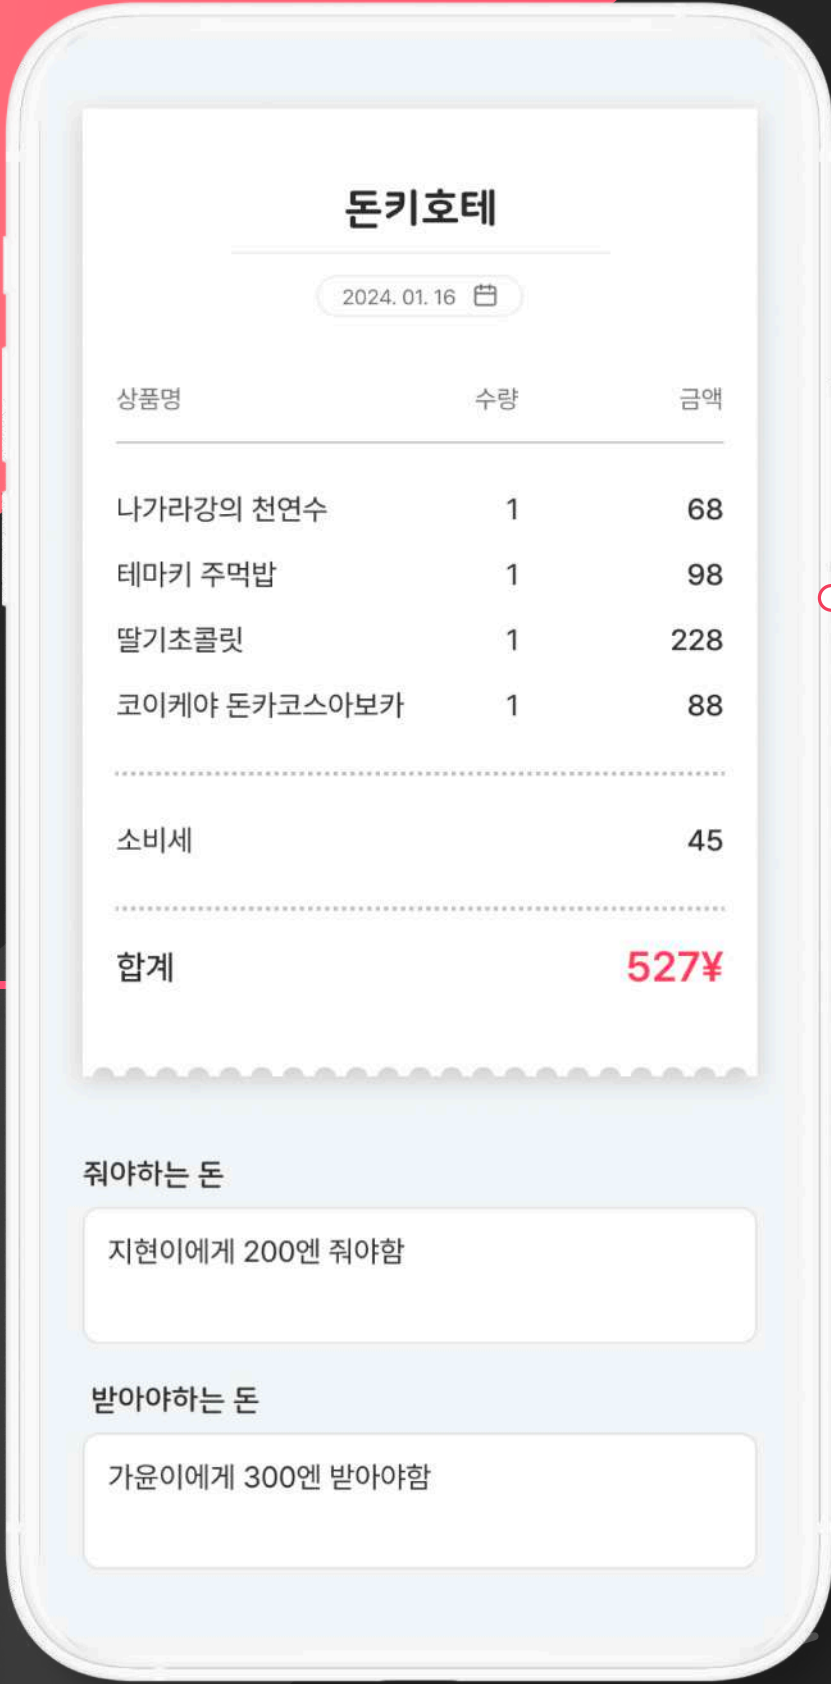 돈키호테
2024. 01. 16
상품명 수량 금액
나가라강의 천연수 1 68
테마키 주먹밥 1 98
딸기초콜릿 1 228
코이케야 돈카코스아보카 1 88
소비세 45
합계 527¥
줘야하는 돈
지현이에게 200엔 줘야함
받아야하는 돈
가윤이에게 300엔 받아야함